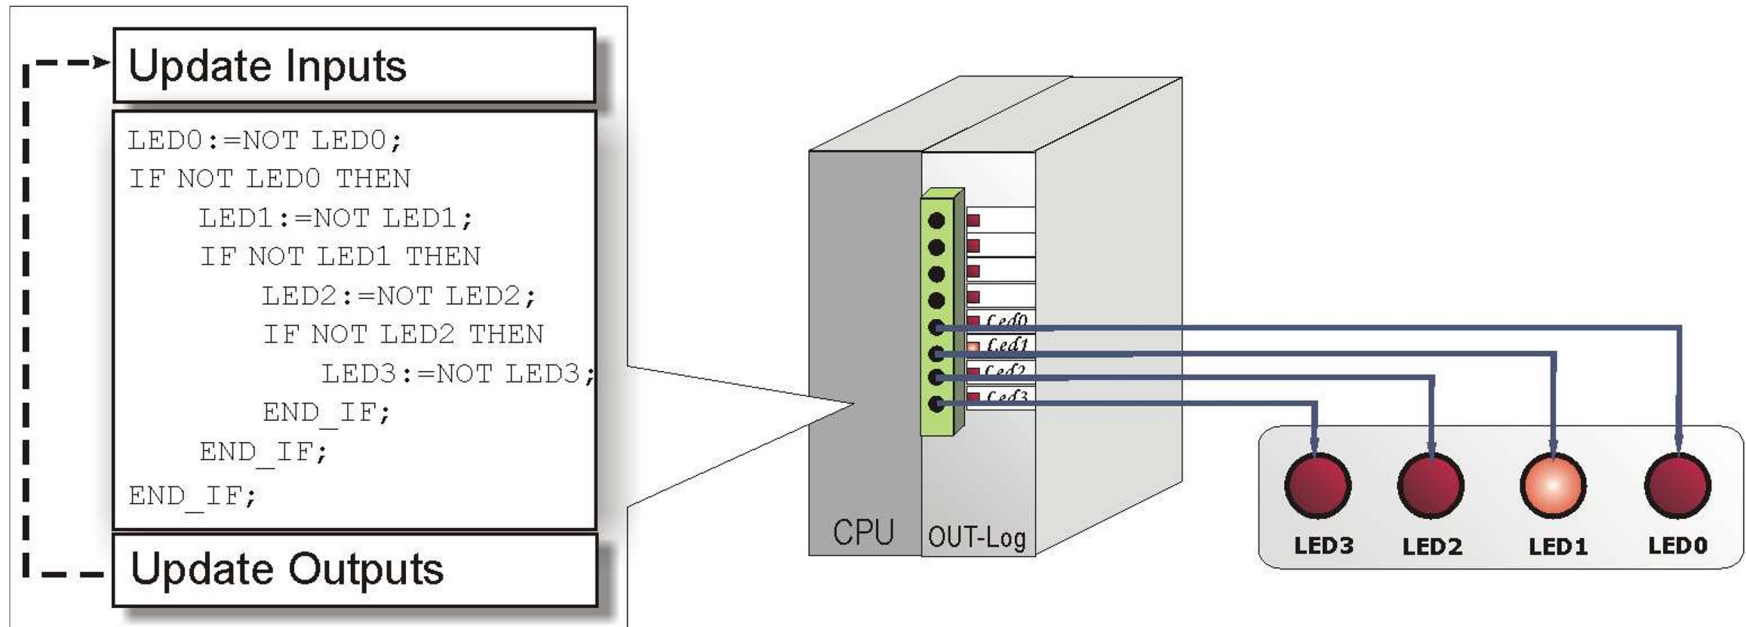 Update Inputs
LED0:=NOT LED0;
IF NOT LED0 THEN
LED1:=NOT LED1;
IF NOT LED1 THEN
LED2:=NOT LED2;
IF NOT LED2 THEN
LED3:=NOT LED3;
END_IF;
END_IF;
END_IF;
Update Outputs
Led0
Led1
Led2
Led3
CPU
OUT-Log
LED3
LED2
LED1
LED0